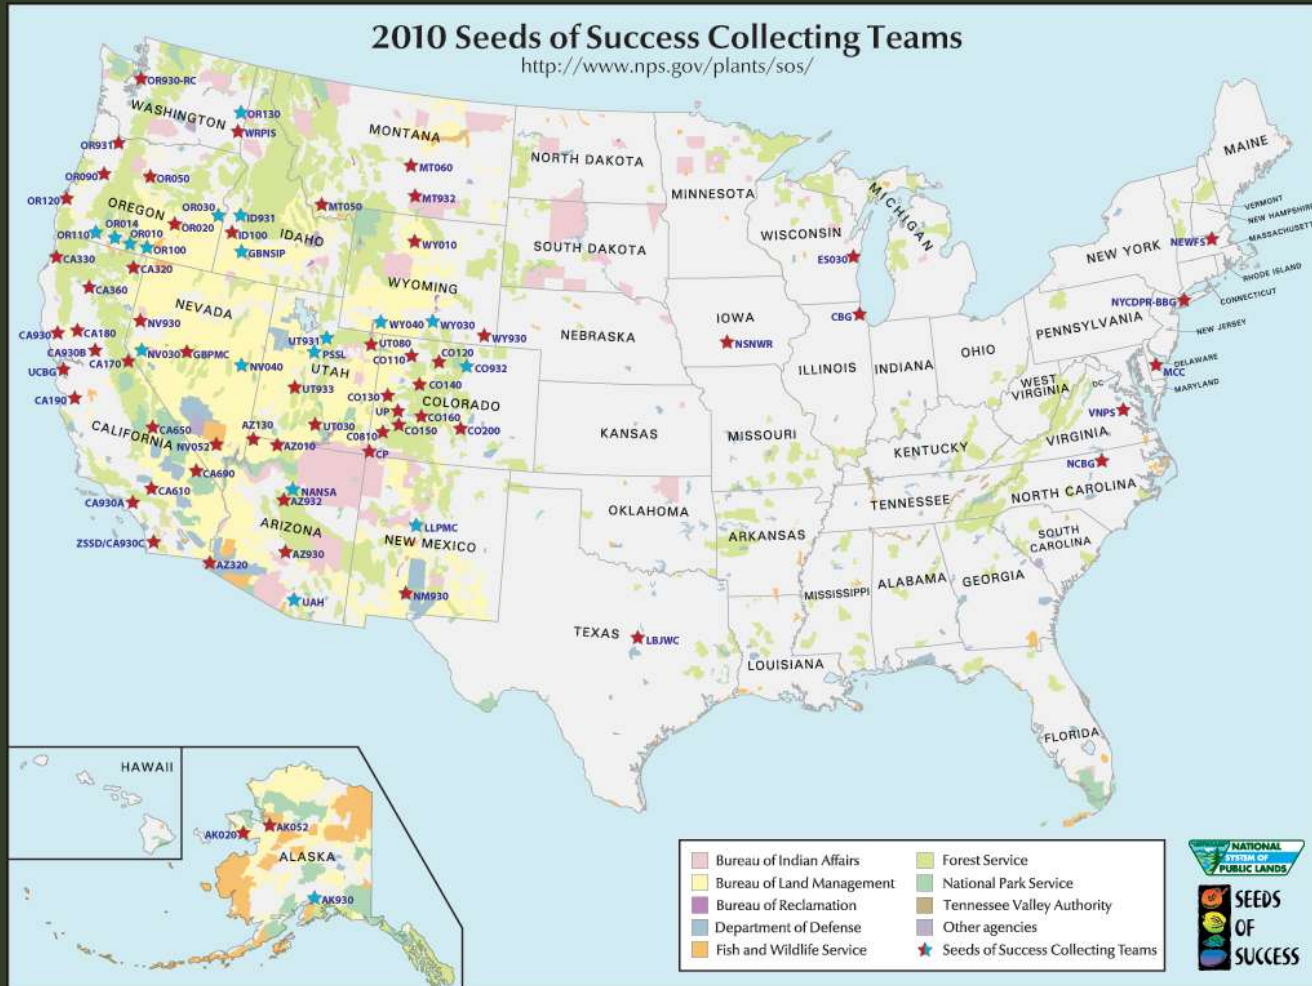 2010 Seeds of Success Collecting Teams
http://www.nps.gov/plants/sos/
OR930-RC
WASHINGTON
OR130
WRPIS
MONTANA
NORTH DAKOTA
MINNESOTA
MICHIGAN
MAINE
OR931
OR090
OR050
MT060
OR120
OREGON
OR030
ID931
MT050
MT932
VERMONT
NEW HAMPSHIRE
MASSACHUSETT
OR110
OR014
OR010
OR020
OR100
ID100
IDAHO
GBNSIP
WY010
SOUTH DAKOTA
WISCONSIN
ES030
NEW YORK
NEWFS
RHODE ISLAND
CONNECTICUT
CA330
CA320
CA360
WYOMING
NEVADA
NV930
NEBRASKA
IOWA
NSNWR
CBG
NYCDPR-BBG
PENNSYLVANIA
NEW JERSEY
CA930
CA180
CA930B
CA170
NV030
GBPMC
UT931
PSSL
UTAH
WY040
WY030
WY930
UT080
CO110
CO120
CO932
ILLINOIS
INDIANA
OHIO
DELAWARE
MCC
MARYLAND
UCBG
CA190
NV040
UT933
CO130
CO140
COLORADO
UP
CO160
WEST
VIRGINIA
DC
VNPS
VIRGINIA
CALIFORNIA
CA650
NV052
AZ130
AZ010
UT030
C0810
CO150
CO200
CP
KANSAS
MISSOURI
KENTUCKY
NCBG
CA690
CA610
CA930A
NANSA
AZ932
ARIZONA
LLPMC
NEW MEXICO
OKLAHOMA
ARKANSAS
TENNESSEE
NORTH CAROLINA
SOUTH
CAROLINA
ZSSD/CA930C
AZ320
AZ930
UAH
NM930
TEXAS
LBJWC
LOUISIANA
MISSISSIPPI
ALABAMA
GEORGIA
FLORIDA
HAWAII
AK020
AK052
ALASKA
AK930
Bureau of Indian Affairs
Bureau of Land Management
Bureau of Reclamation
Department of Defense
Fish and Wildlife Service
Forest Service
National Park Service
Tennessee Valley Authority
Other agencies
Seeds of Success Collecting Teams
NATIONAL
SYSTEM OF
PUBLIC LANDS
SEEDS
OF
SUCCESS